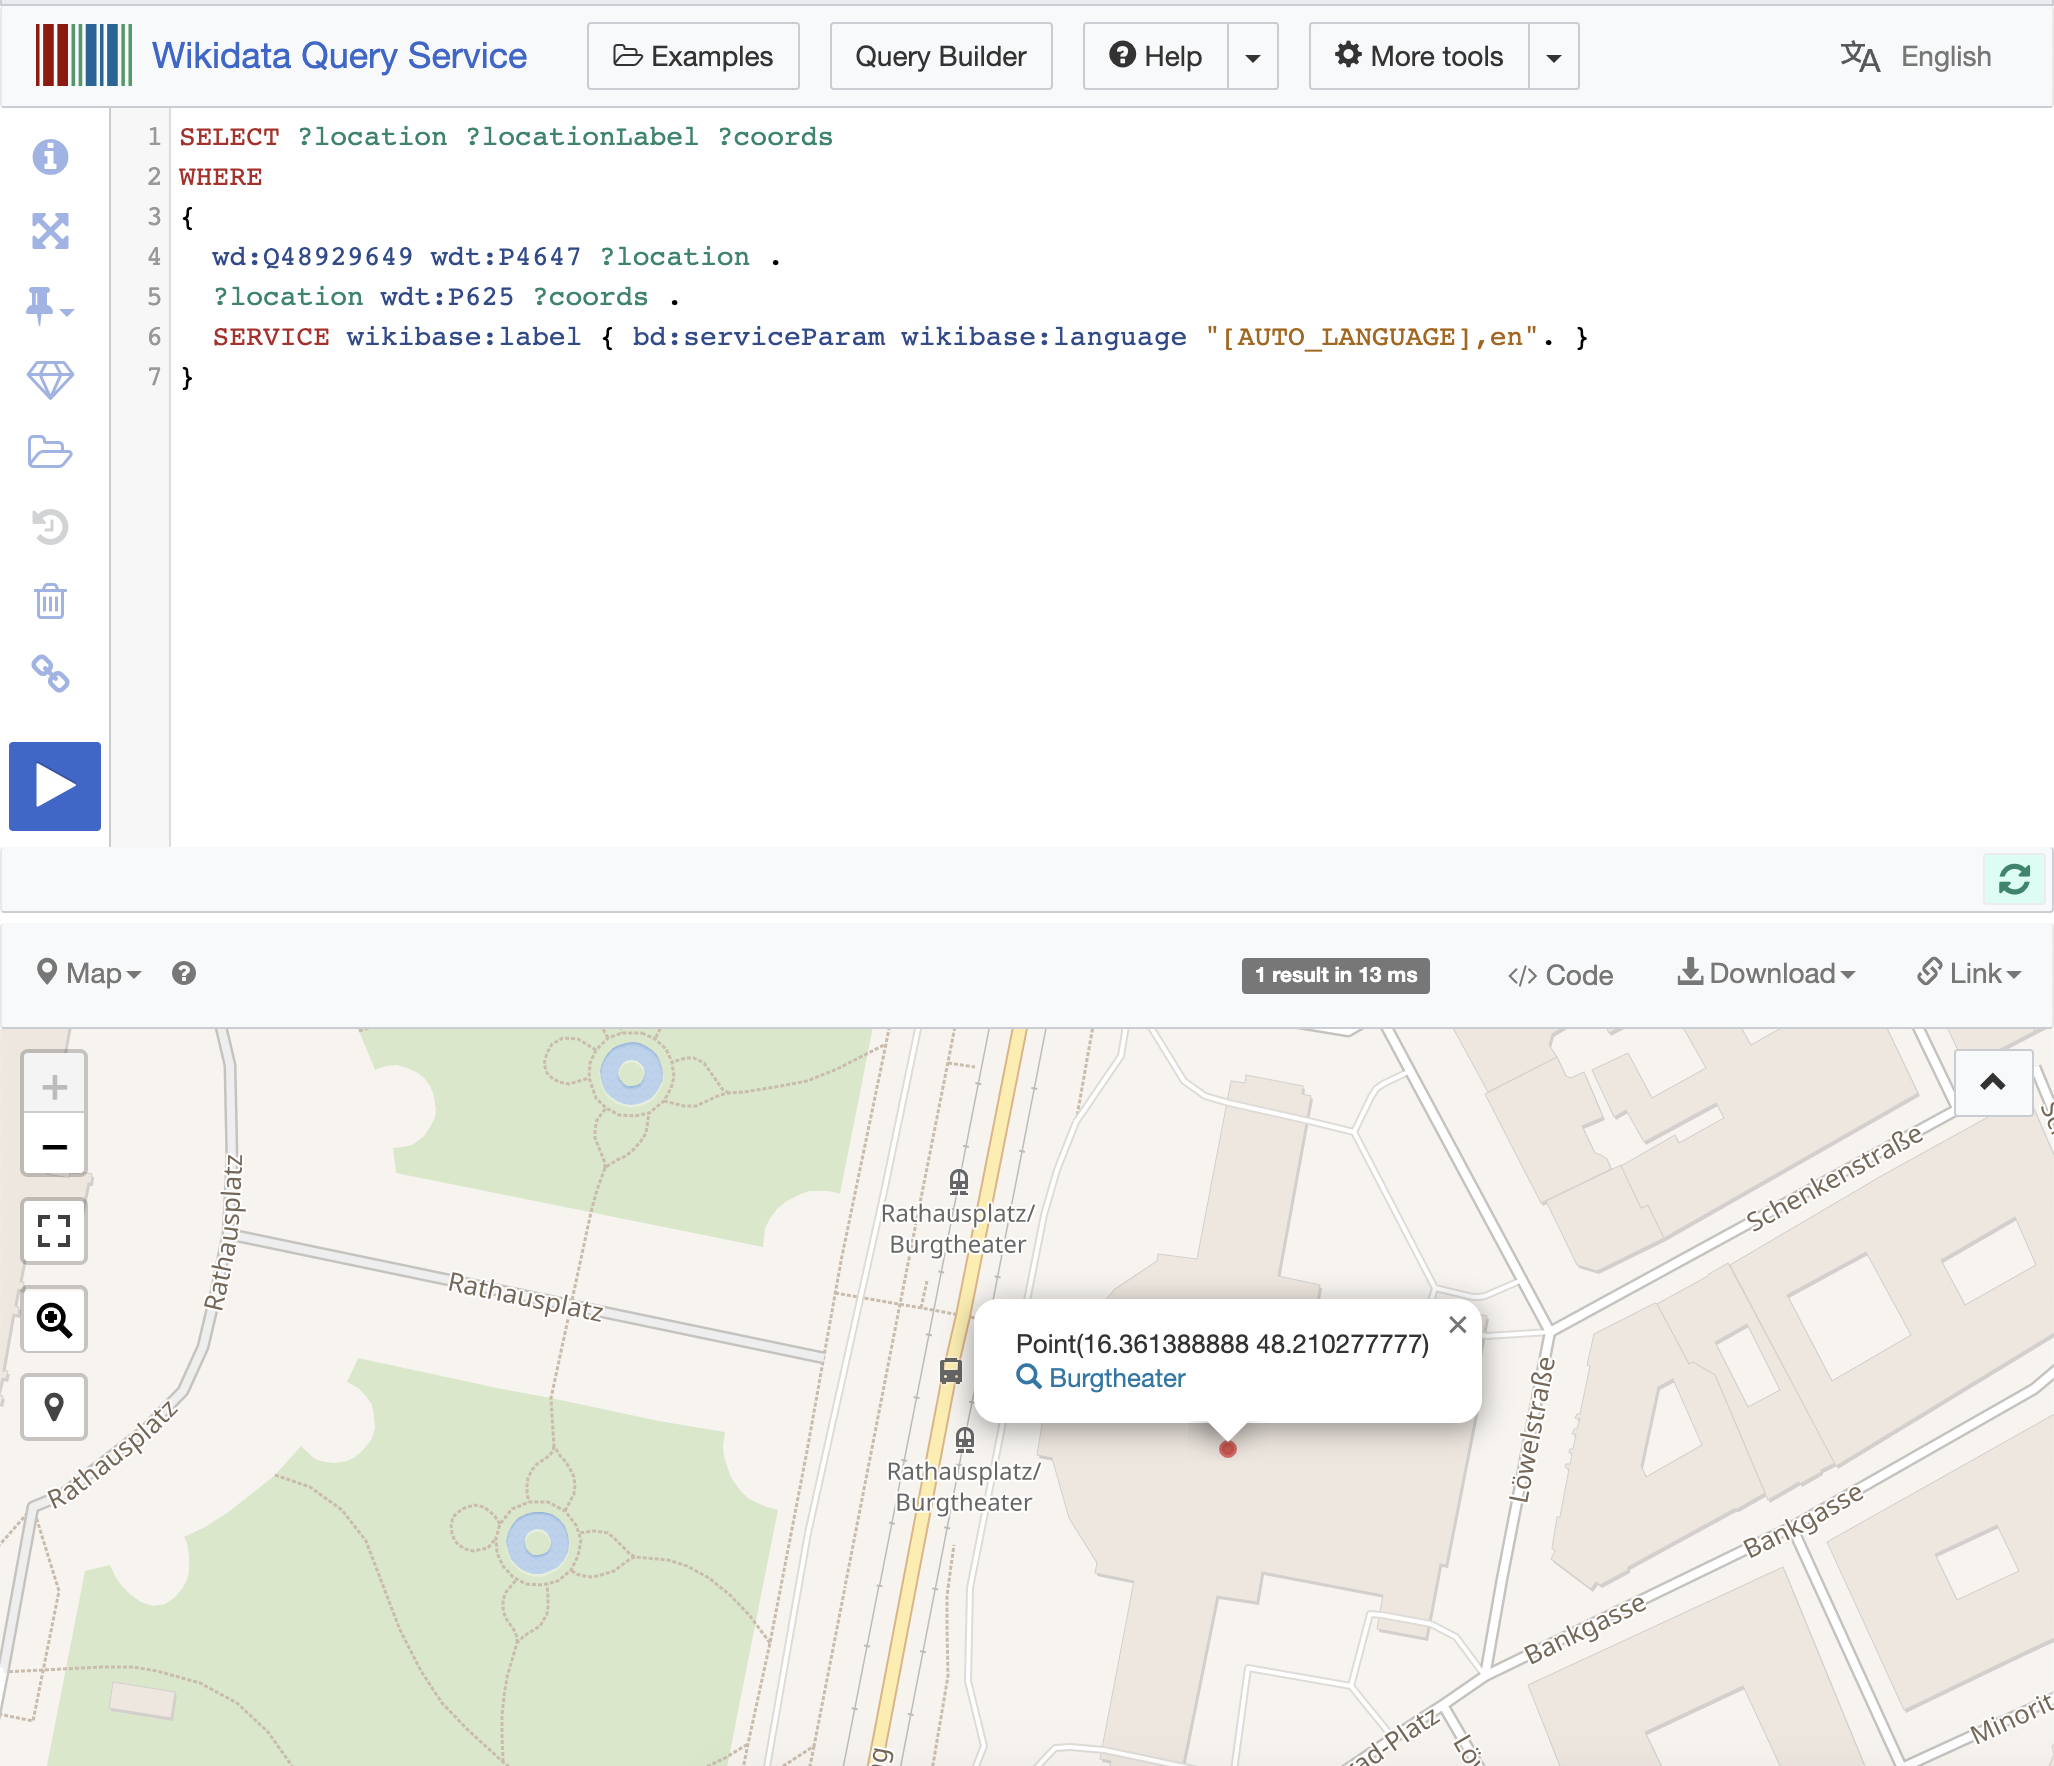 Wikidata Query Service
Examples
Query Builder
Help
More tools
English
1 SELECT ?location ?locationLabel ?coords
2 WHERE
3 {
4 wd:Q48929649 wdt:P4647 ?location .
5 ?location wdt:P625 ?coords .
6 SERVICE wikibase:label { bd:serviceParam wikibase:language "[AUTO_LANGUAGE],en". }
7 }
Map
1 result in 13 ms
</> Code
Download
Link
Rathausplatz
Rathausplatz
Rathausplatz
Rathausplatz/
Burgtheater
Schenkenstraße
Point(16.361388888 48.210277777)
Burgtheater
Rathausplatz/
Burgtheater
Löwelstraße
Bankgasse
Bankgasse
Minorit
rad-Platz
Lö
ng